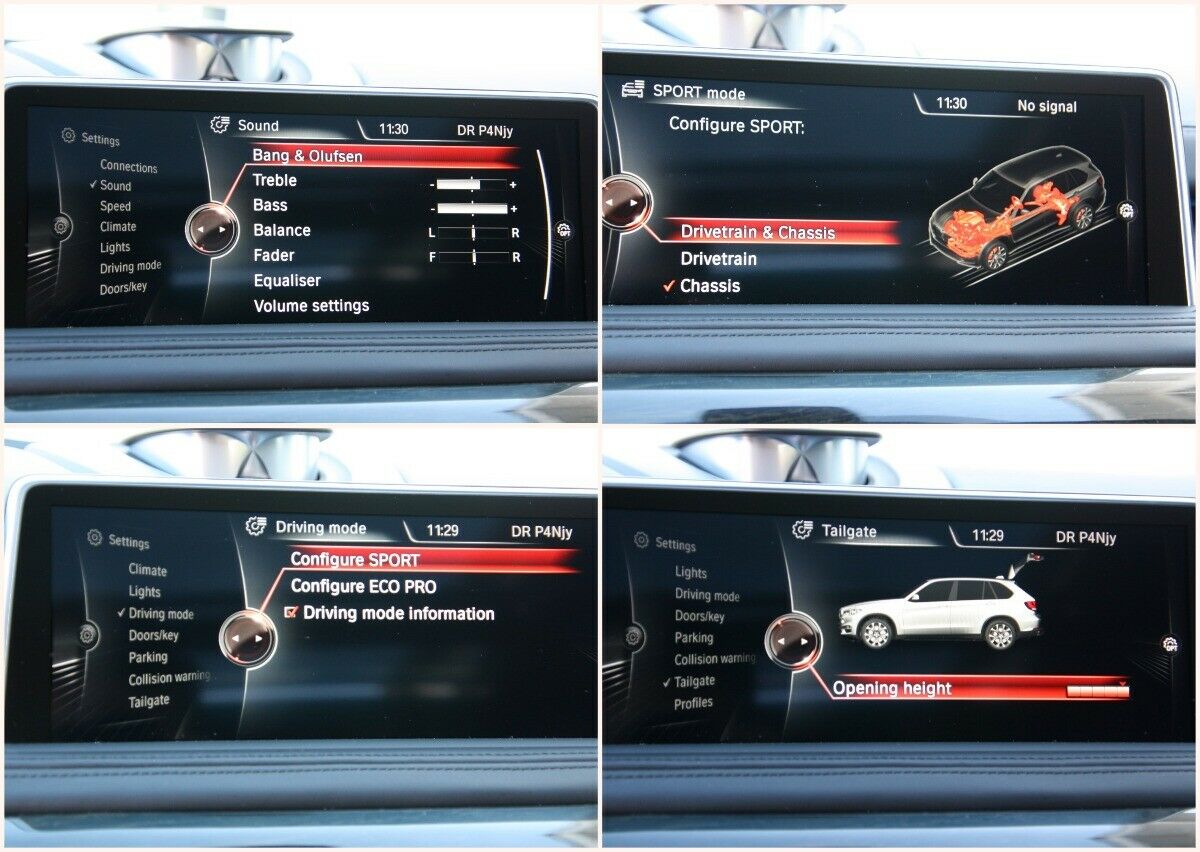 Sound 11:30 DR P4Njy
Settings
Connections
Sound
Speed
Climate
Lights
Driving mode
Doors/key
Bang & Olufsen
Treble - +
Bass - +
Balance L R
Fader F R
Equaliser
Volume settings
SPORT mode 11:30 No signal
Configure SPORT:
Drivetrain & Chassis
Drivetrain
Chassis
Driving mode 11:29 DR P4Njy
Settings
Climate
Lights
Driving mode
Doors/key
Parking
Collision warning
Tailgate
Configure SPORT
Configure ECO PRO
Driving mode information
Tailgate 11:29 DR P4Njy
Settings
Lights
Driving mode
Doors/key
Parking
Collision warning
Tailgate
Profiles
Opening height
OPT